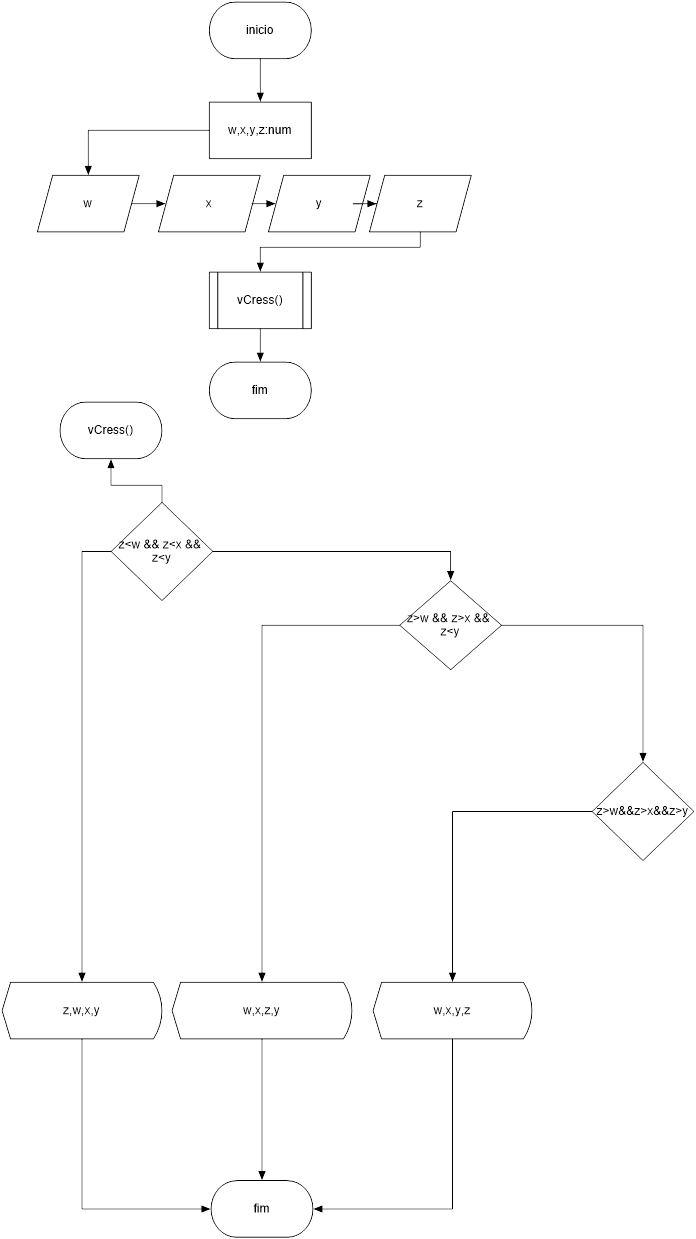 inicio
w,x,y,z:num
w
x
y
z
vCress()
fim
vCress()
z<w && z<x &&
z<y
z>w && z>x &&
z<y
z>w&&z>x&&z>y
z,w,x,y
w,x,z,y
w,x,y,z
fim